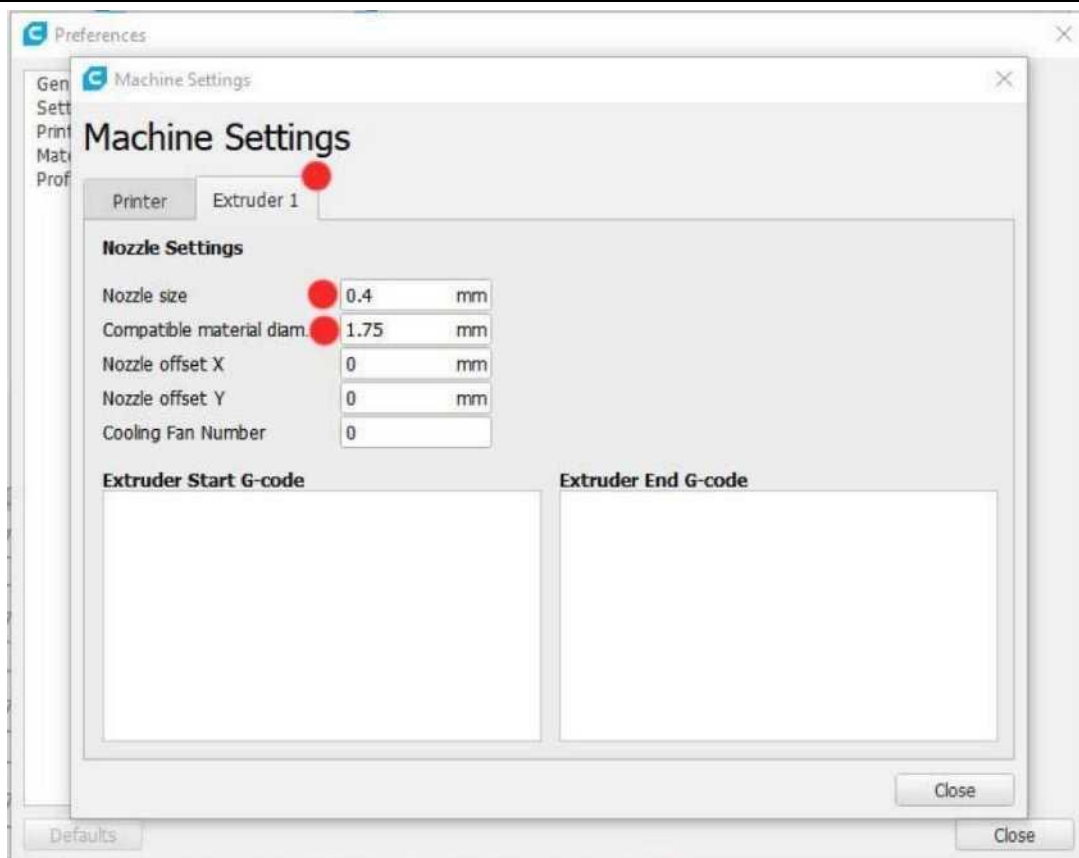 Preferences
Machine Settings
Gen
Sett
Print
Mate
Prof
Machine Settings
Printer
Extruder 1
Nozzle Settings
Nozzle size 0.4 mm
Compatible material diam. 1.75 mm
Nozzle offset X 0 mm
Nozzle offset Y 0 mm
Cooling Fan Number 0
Extruder Start G-code
Extruder End G-code
Close
Defaults
Close